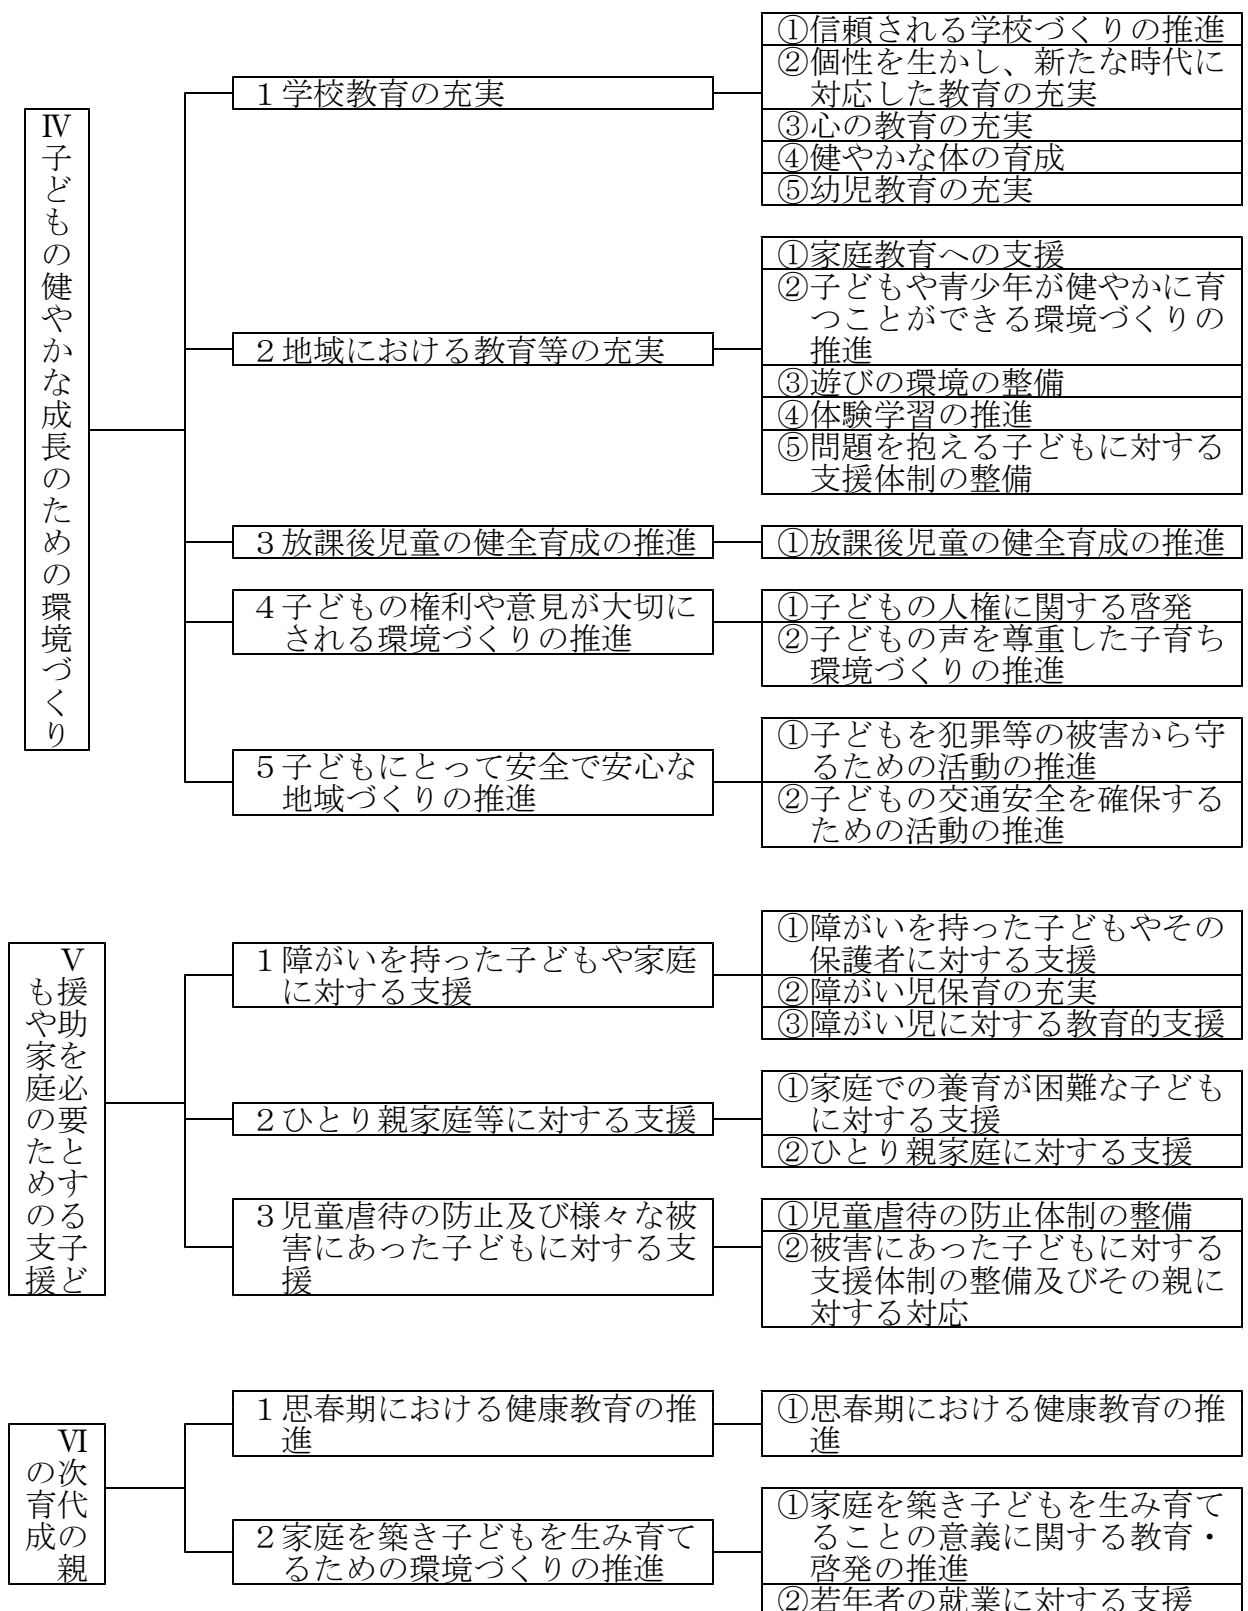 Ⅳ子どもの健やかな成長のための環境づくり
１学校教育の充実
①信頼される学校づくりの推進
②個性を生かし、新たな時代に
対応した教育の充実
③心の教育の充実
④健やかな体の育成
⑤幼児教育の充実
２地域における教育等の充実
①家庭教育への支援
②子どもや青少年が健やかに育
つことができる環境づくりの
推進
③遊びの環境の整備
④体験学習の推進
⑤問題を抱える子どもに対する
支援体制の整備
３放課後児童の健全育成の推進
①放課後児童の健全育成の推進
４子どもの権利や意見が大切に
される環境づくりの推進
①子どもの人権に関する啓発
②子どもの声を尊重した子育ち
環境づくりの推進
５子どもにとって安全で安心な
地域づくりの推進
①子どもを犯罪等の被害から守
るための活動の推進
②子どもの交通安全を確保する
ための活動の推進
Ⅴ援助を必要とする子ど
もや家庭のための支援
１障がいを持った子どもや家庭
に対する支援
①障がいを持った子どもやその
保護者に対する支援
②障がい児保育の充実
③障がい児に対する教育的支援
２ひとり親家庭等に対する支援
①家庭での養育が困難な子ども
に対する支援
②ひとり親家庭に対する支援
３児童虐待の防止及び様々な被
害にあった子どもに対する支
援
①児童虐待の防止体制の整備
②被害にあった子どもに対する
支援体制の整備及びその親に
対する対応
Ⅵ次代の親
の育成
１思春期における健康教育の推
進
①思春期における健康教育の推
進
２家庭を築き子どもを生み育て
るための環境づくりの推進
①家庭を築き子どもを生み育て
ることの意義に関する教育・
啓発の推進
②若年者の就業に対する支援